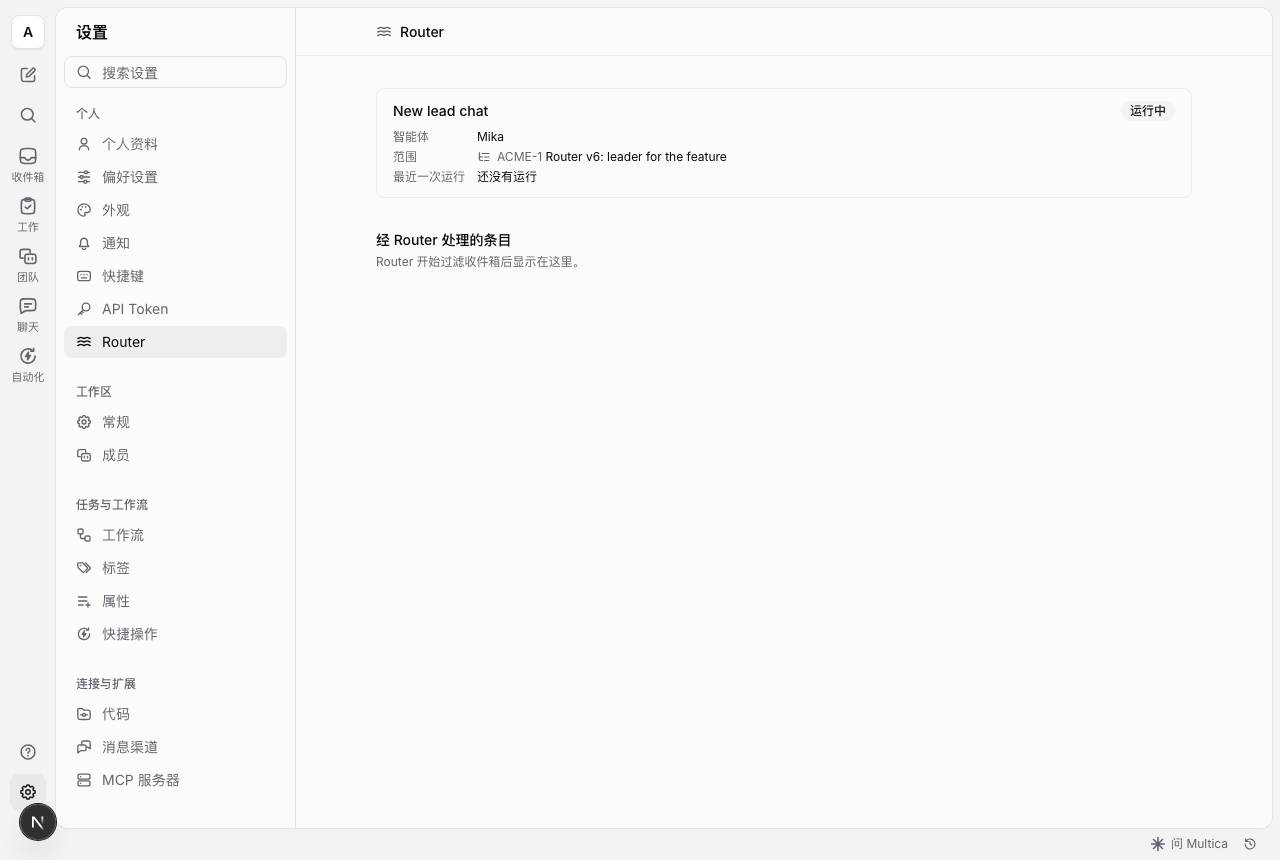 A
设置
Router
搜索设置
个人
个人资料
偏好设置
外观
通知
快捷键
API Token
Router
工作区
常规
成员
任务与工作流
工作流
标签
属性
快捷操作
连接与扩展
代码
消息渠道
MCP 服务器
收件箱
工作
团队
聊天
自动化
N
New lead chat
运行中
智能体 Mika
范围 ACME-1 Router v6: leader for the feature
最近一次运行 还没有运行
经 Router 处理的条目
Router 开始过滤收件箱后显示在这里。
问 Multica